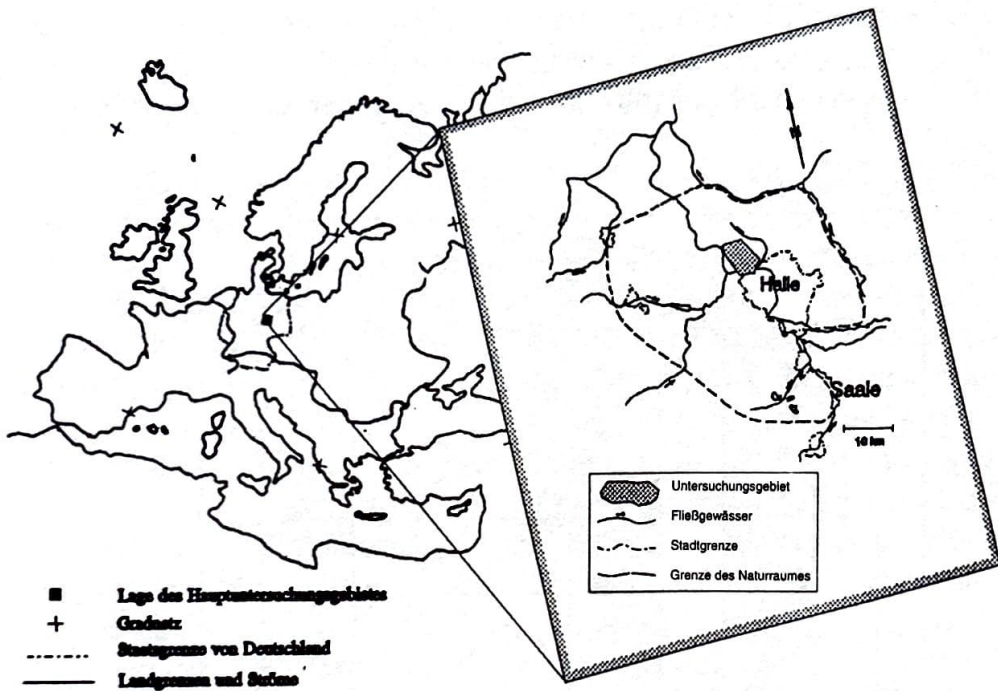 N
Halle
Saale
10 km
Untersuchungsgebiet
Fließgewässer
Stadtgrenze
Grenze des Naturraumes
Lage des Hauptuntersuchungsgebietes
Gradnetz
Staatsgrenze von Deutschland
Landgrenzen und Ströme